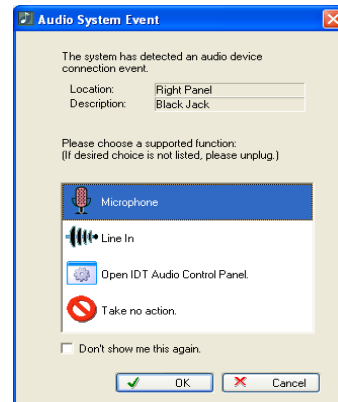 Audio System Event
The system has detected an audio device
connection event.
Location: Right Panel
Description: Black Jack
Please choose a supported function:
(If desired choice is not listed, please unplug.)
Microphone
Line In
Open IDT Audio Control Panel.
Take no action.
Don't show me this again.
OK Cancel